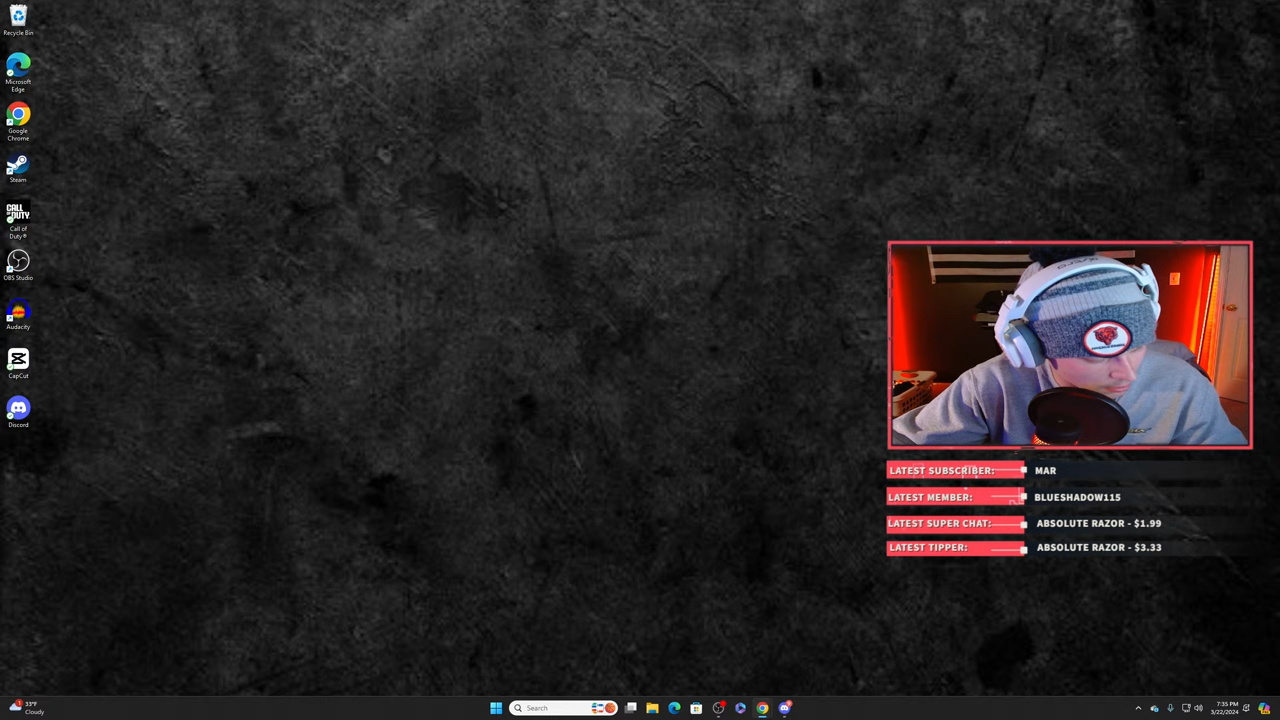 Recycle Bin
Microsoft
Edge
Google
Chrome
Steam
CALL OF DUTY
Call of
Duty®
OBS Studio
Audacity
CapCut
Discord
LATEST SUBSCRIBER: MAR
LATEST MEMBER: BLUESHADOW115
LATEST SUPER CHAT: ABSOLUTE RAZOR - $1.99
LATEST TIPPER: ABSOLUTE RAZOR - $3.33
33°F
Cloudy
Search
7:35 PM
3/22/2024